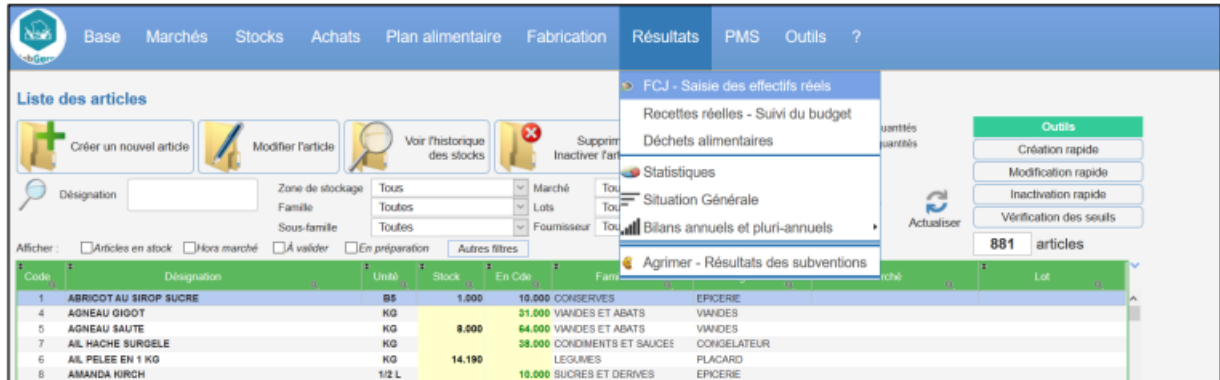 Base Marchés Stocks Achats Plan alimentaire Fabrication Résultats PMS Outils ?
FCJ - Saisie des effectifs réels
Recettes réelles - Suivi du budget
Déchets alimentaires
Statistiques
Situation Générale
Bilans annuels et pluri-annuels
Agrimer - Résultats des subventions
Liste des articles
Créer un nouvel article
Modifier l'article
Voir l'historique
des stocks
Supprim
Inactiver l'art
Outils
Création rapide
Modification rapide
Inactivation rapide
Vérification des seuils
Actualiser
881 articles
Désignation
Zone de stockage Tous Marché Tou
Famille Toutes Lots Tou
Sous-famille Toutes Fournisseur Tou
Afficher : Articles en stock Hors marché À valider En préparation Autres filtres
Code Désignation Unité Stock En Cde Fam rché Lot
1 ABRICOT AU SIROP SUCRE B5 1.000 10.000 CONSERVES EPICERIE
4 AGNEAU GIGOT KG 31.000 VIANDES ET ABATS VIANDES
5 AGNEAU SAUTE KG 8.000 64.000 VIANDES ET ABATS VIANDES
7 AIL HACHE SURGELE KG 38.000 CONDIMENTS ET SAUCES CONGELATEUR
6 AIL PELEE EN 1 KG KG 14.190 LEGUMES PLACARD
8 AMANDA KIRCH 1/2 L 10.000 SUCRES ET DERIVES EPICERIE